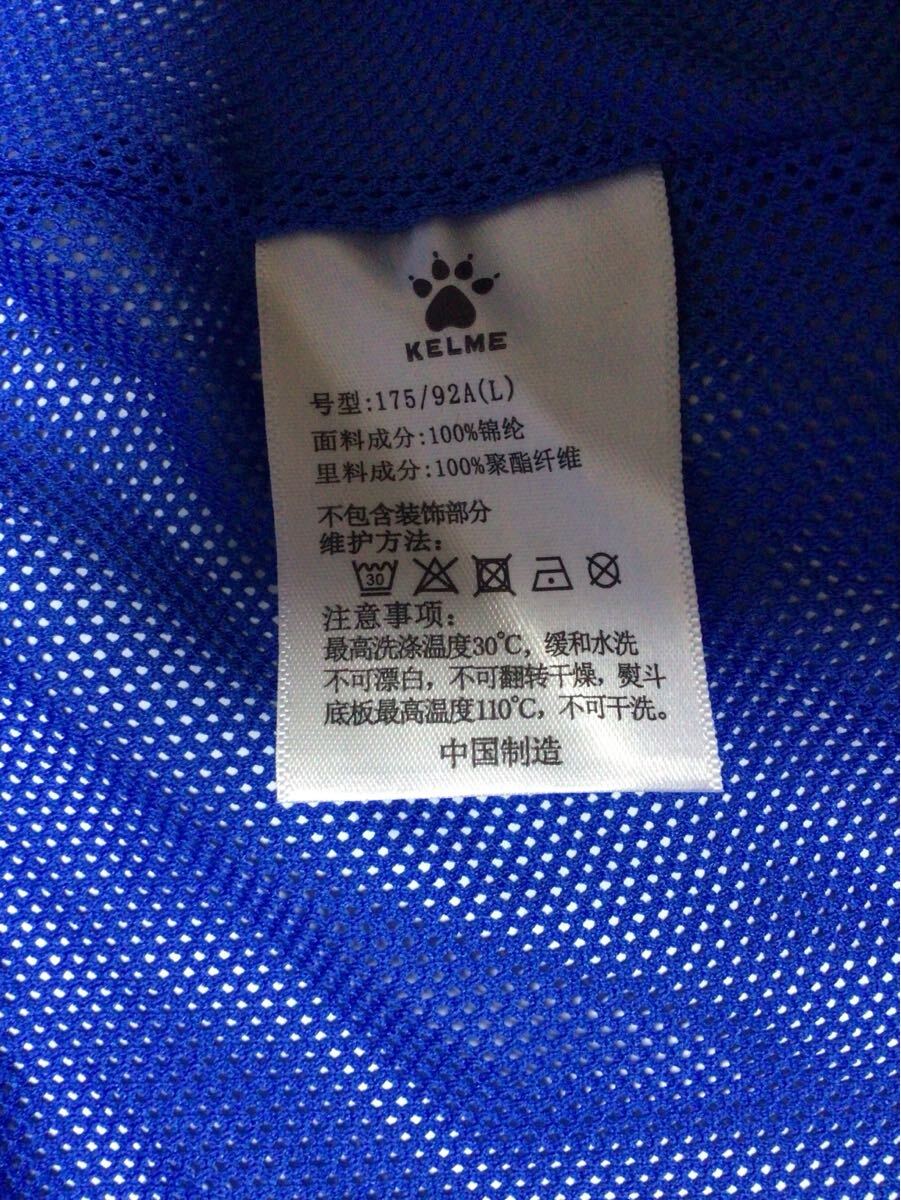 KELME
号型:175/92A(L)
面料成分:100%锦纶
里料成分:100%聚酯纤维
不包含装饰部分
维护方法：
30
注意事项：
最高洗涤温度30℃，缓和水洗
不可漂白，不可翻转干燥，熨斗
底板最高温度110℃，不可干洗。
中国制造